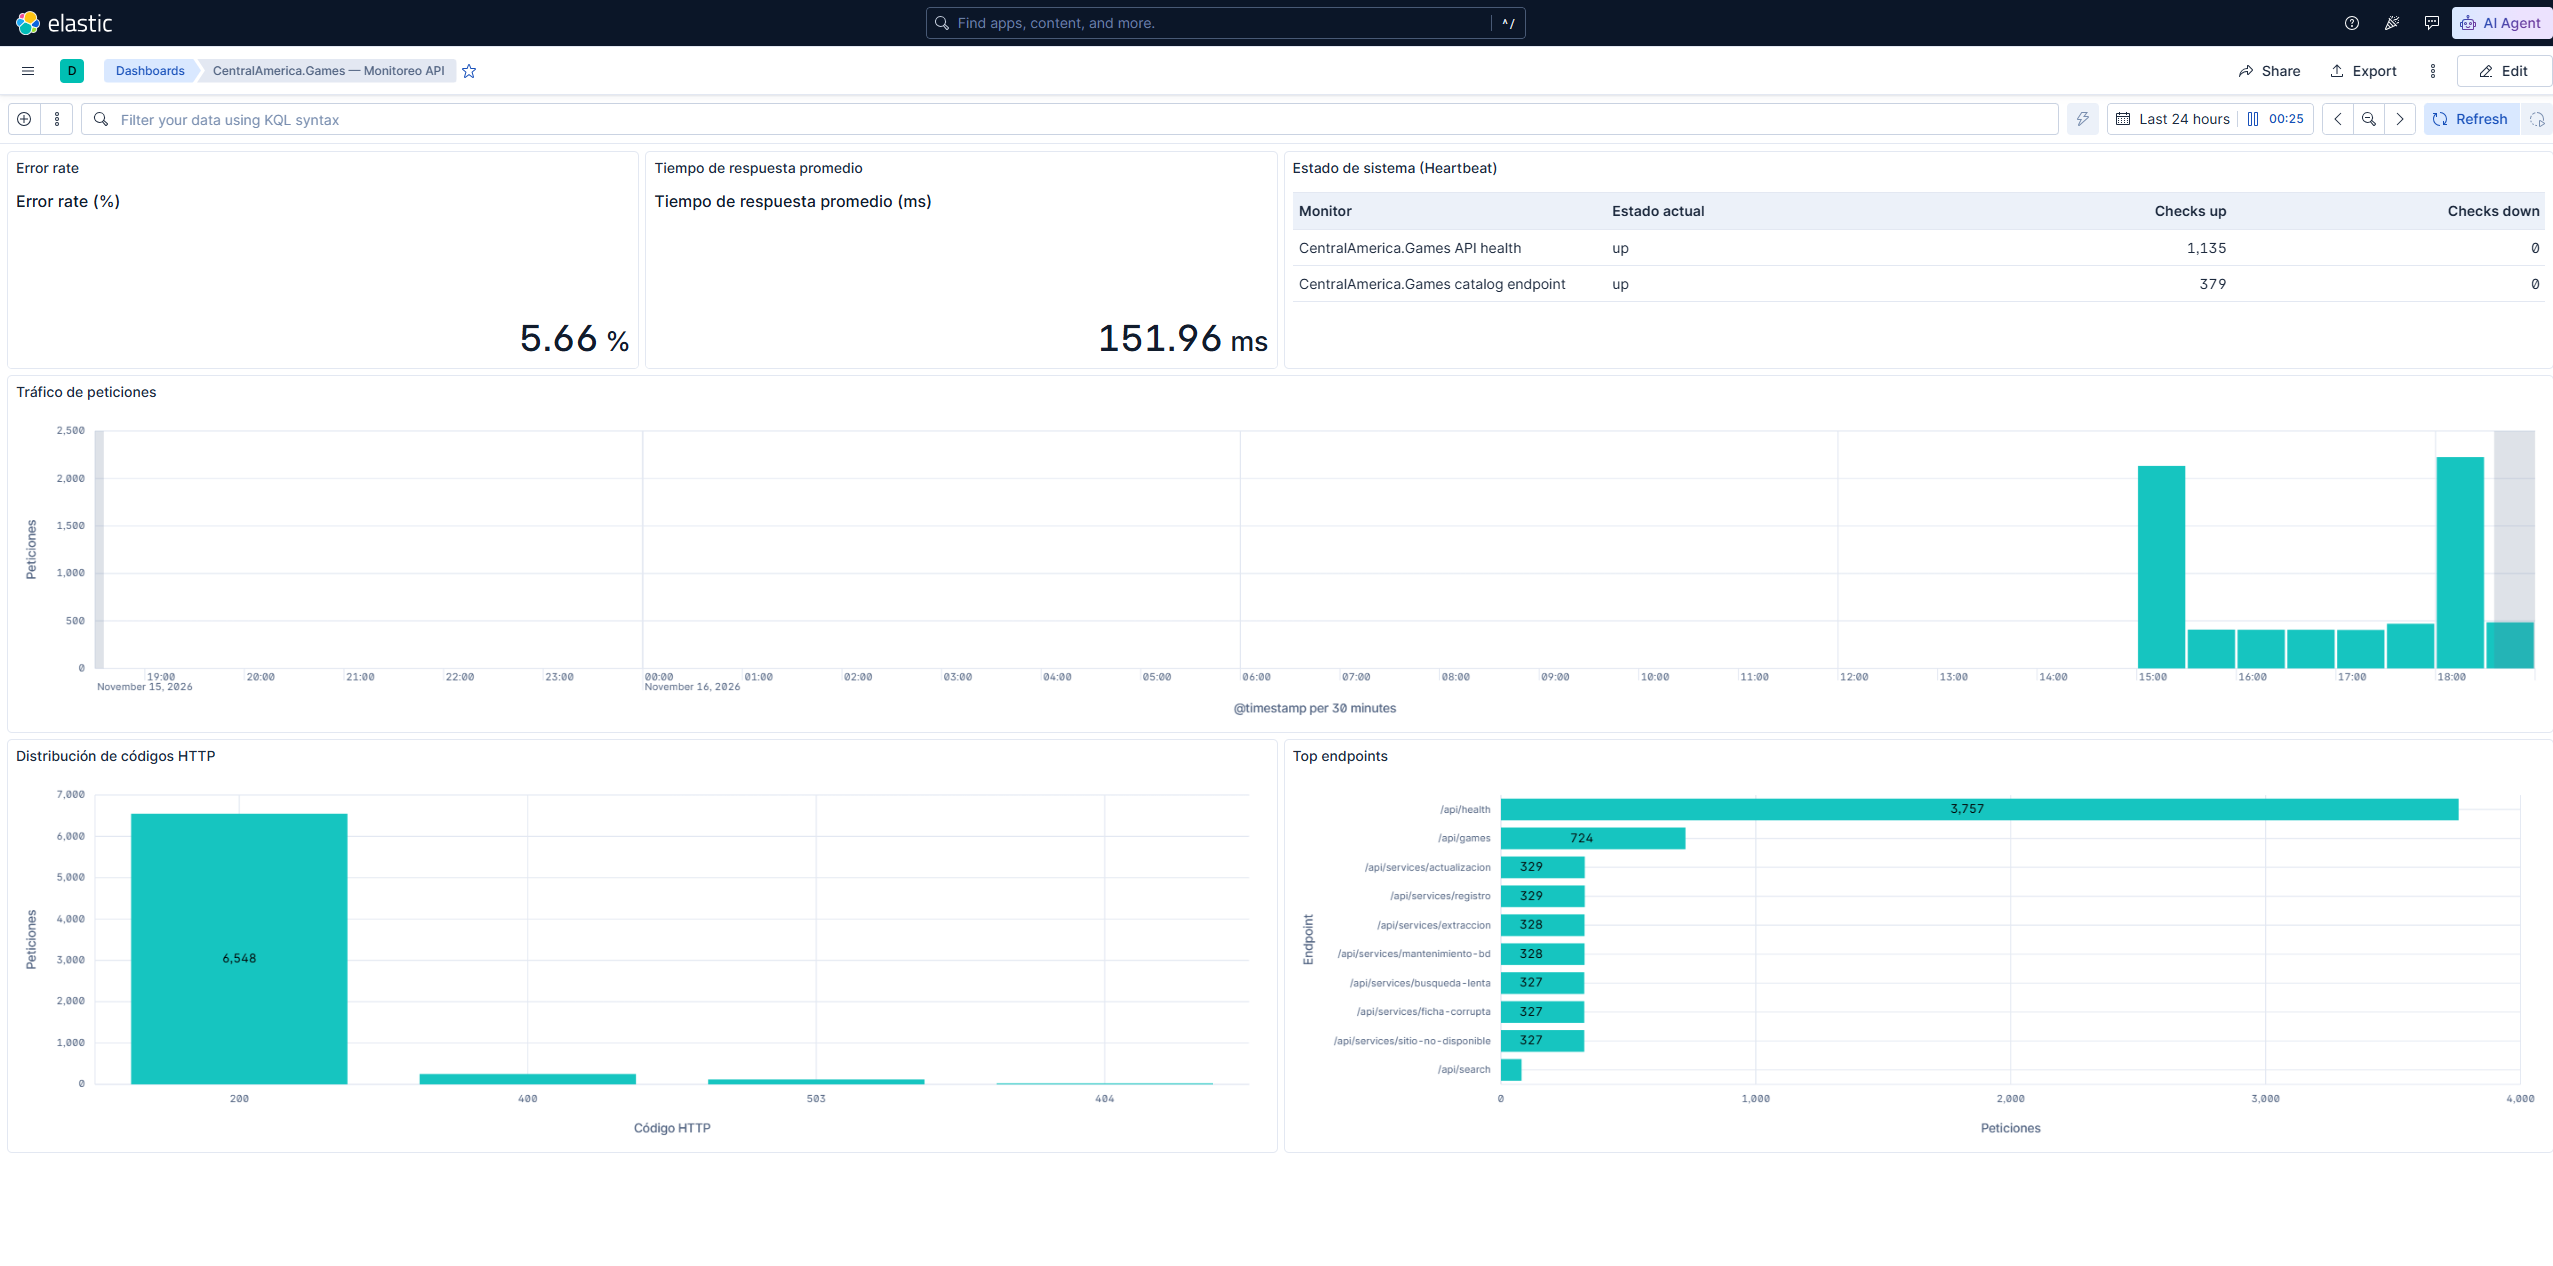 elastic
Find apps, content, and more.
^/
AI Agent
D
Dashboards
CentralAmerica.Games — Monitoreo API
Share
Export
Edit
Filter your data using KQL syntax
Last 24 hours
00:25
Refresh
Error rate
Error rate (%)
5.66 %
Tiempo de respuesta promedio
Tiempo de respuesta promedio (ms)
151.96 ms
Estado de sistema (Heartbeat)
Monitor Estado actual Checks up Checks down
CentralAmerica.Games API health up 1,135 0
CentralAmerica.Games catalog endpoint up 379 0
Tráfico de peticiones
Peticiones
2,500
2,000
1,500
1,000
500
0
19:00 20:00 21:00 22:00 23:00 00:00 01:00 02:00 03:00 04:00 05:00 06:00 07:00 08:00 09:00 10:00 11:00 12:00 13:00 14:00 15:00 16:00 17:00 18:00
November 15, 2026 November 16, 2026
@timestamp per 30 minutes
Distribución de códigos HTTP
Peticiones
7,000
6,000
5,000
4,000
3,000
2,000
1,000
0
6,548
200 400 503 404
Código HTTP
Top endpoints
Endpoint
/api/health 3,757
/api/games 724
/api/services/actualizacion 329
/api/services/registro 329
/api/services/extraccion 328
/api/services/mantenimiento-bd 328
/api/services/busqueda-lenta 327
/api/services/ficha-corrupta 327
/api/services/sitio-no-disponible 327
/api/search
0 1,000 2,000 3,000 4,000
Peticiones